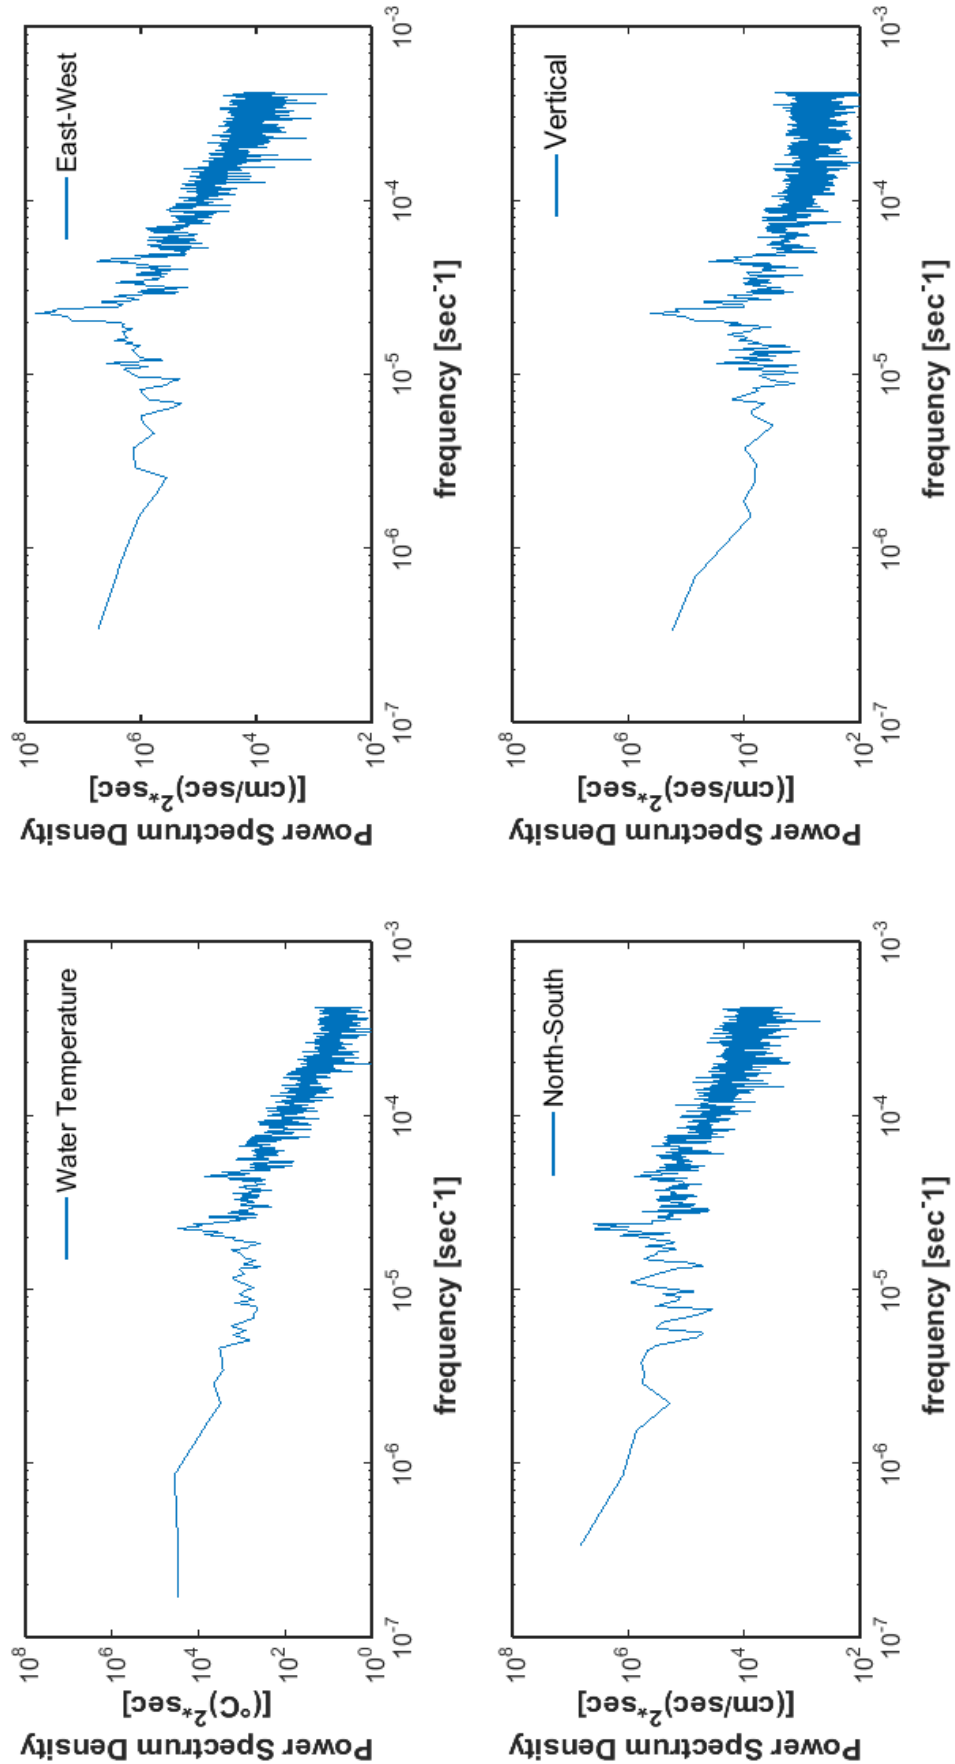 10^8
10^6
10^4
10^2
10^0
Power Spectrum Density
[(°C)^2*sec]
Water Temperature
10^-7
10^-6
10^-5
10^-4
10^-3
frequency [sec^-1]
10^8
10^6
10^4
10^2
Power Spectrum Density
[(cm/sec)^2*sec]
East-West
10^-7
10^-6
10^-5
10^-4
10^-3
frequency [sec^-1]
10^8
10^6
10^4
10^2
Power Spectrum Density
[(cm/sec)^2*sec]
North-South
10^-7
10^-6
10^-5
10^-4
10^-3
frequency [sec^-1]
10^8
10^6
10^4
10^2
Power Spectrum Density
[(cm/sec)^2*sec]
Vertical
10^-7
10^-6
10^-5
10^-4
10^-3
frequency [sec^-1]